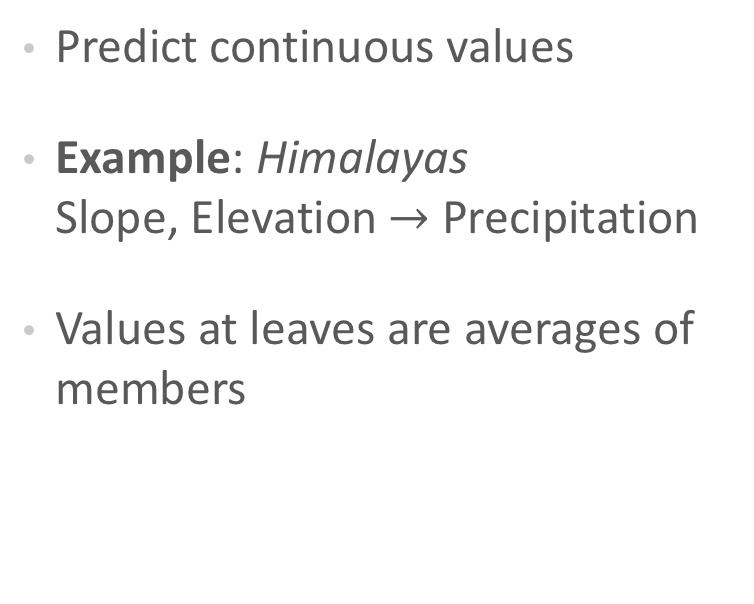 • Predict continuous values
• Example: Himalayas
Slope, Elevation → Precipitation
• Values at leaves are averages of
members